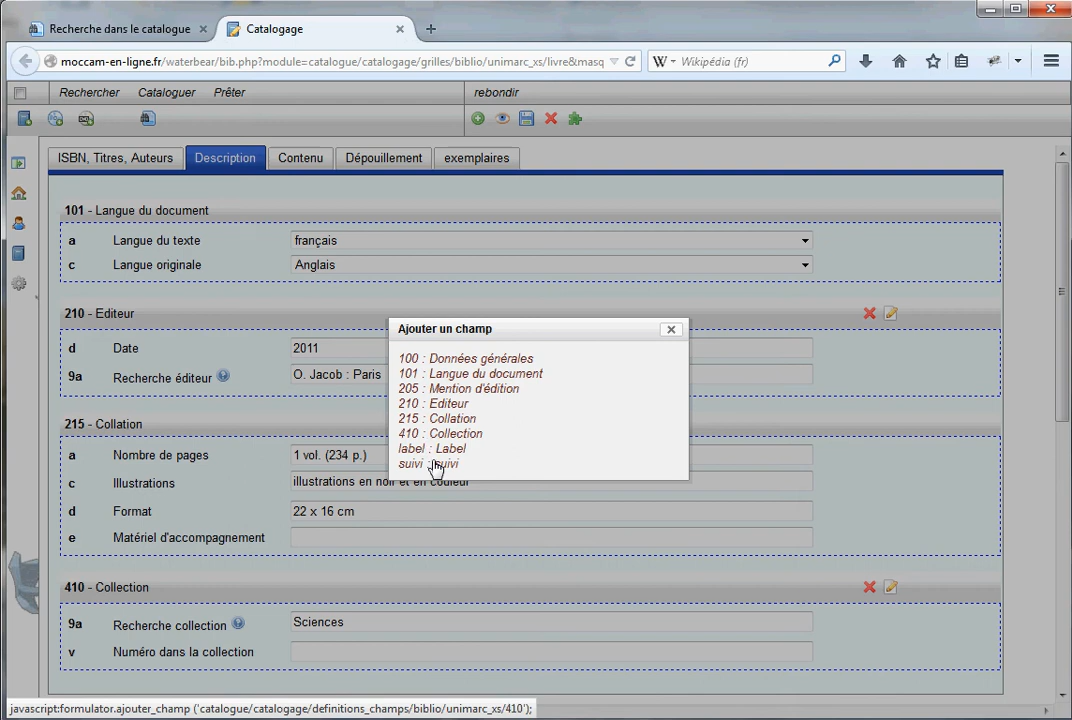 Recherche dans le catalogue
Catalogage
moccam-en-ligne.fr/waterbear/bib.php?module=catalogue/catalogage/grilles/biblio/unimarc_xs/livre&masq
W
Wikipédia (fr)
Rechercher Cataloguer Prêter
rebondir
ISBN, Titres, Auteurs
Description
Contenu
Dépouillement
exemplaires
101 - Langue du document
a Langue du texte français
c Langue originale Anglais
210 - Editeur
d Date 2011
9a Recherche éditeur O. Jacob : Paris
215 - Collation
a Nombre de pages 1 vol. (234 p.)
c Illustrations illustrations en noir et en couleur
d Format 22 x 16 cm
e Matériel d'accompagnement
410 - Collection
9a Recherche collection Sciences
v Numéro dans la collection
Ajouter un champ
100 : Données générales
101 : Langue du document
205 : Mention d'édition
210 : Editeur
215 : Collation
410 : Collection
label : Label
suivi : suivi
javascript:formulator.ajouter_champ ('catalogue/catalogage/definitions_champs/biblio/unimarc_xs/410');